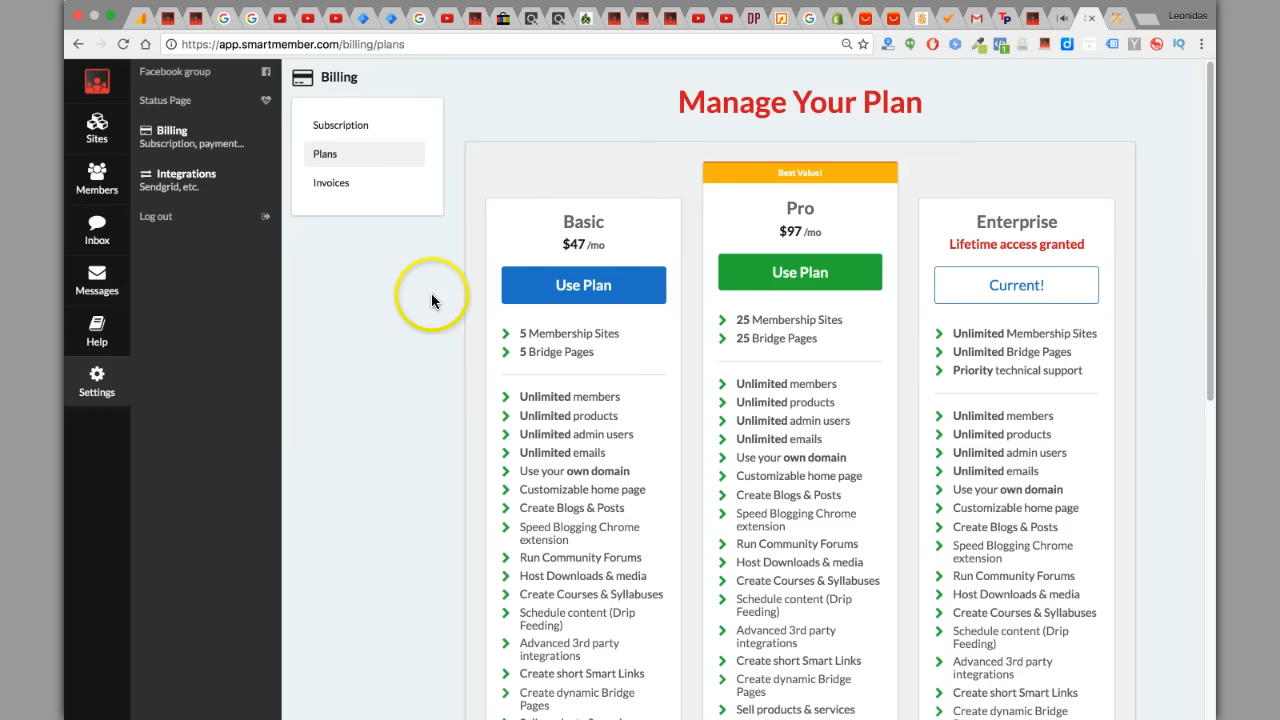 Leonidas
https://app.smartmember.com/billing/plans
Facebook group
Status Page
Billing
Subscription, payment...
Integrations
Sendgrid, etc.
Log out
Sites
Members
Inbox
Messages
Help
Settings
Billing
Subscription
Plans
Invoices
Manage Your Plan
Basic
$47 /mo
Use Plan
5 Membership Sites
5 Bridge Pages
Unlimited members
Unlimited products
Unlimited admin users
Unlimited emails
Use your own domain
Customizable home page
Create Blogs & Posts
Speed Blogging Chrome
extension
Run Community Forums
Host Downloads & media
Create Courses & Syllabuses
Schedule content (Drip
Feeding)
Advanced 3rd party
integrations
Create short Smart Links
Create dynamic Bridge
Pages
Best Value!
Pro
$97 /mo
Use Plan
25 Membership Sites
25 Bridge Pages
Unlimited members
Unlimited products
Unlimited admin users
Unlimited emails
Use your own domain
Customizable home page
Create Blogs & Posts
Speed Blogging Chrome
extension
Run Community Forums
Host Downloads & media
Create Courses & Syllabuses
Schedule content (Drip
Feeding)
Advanced 3rd party
integrations
Create short Smart Links
Create dynamic Bridge
Pages
Sell products & services
Enterprise
Lifetime access granted
Current!
Unlimited Membership Sites
Unlimited Bridge Pages
Priority technical support
Unlimited members
Unlimited products
Unlimited admin users
Unlimited emails
Use your own domain
Customizable home page
Create Blogs & Posts
Speed Blogging Chrome
extension
Run Community Forums
Host Downloads & media
Create Courses & Syllabuses
Schedule content (Drip
Feeding)
Advanced 3rd party
integrations
Create short Smart Links
Create dynamic Bridge